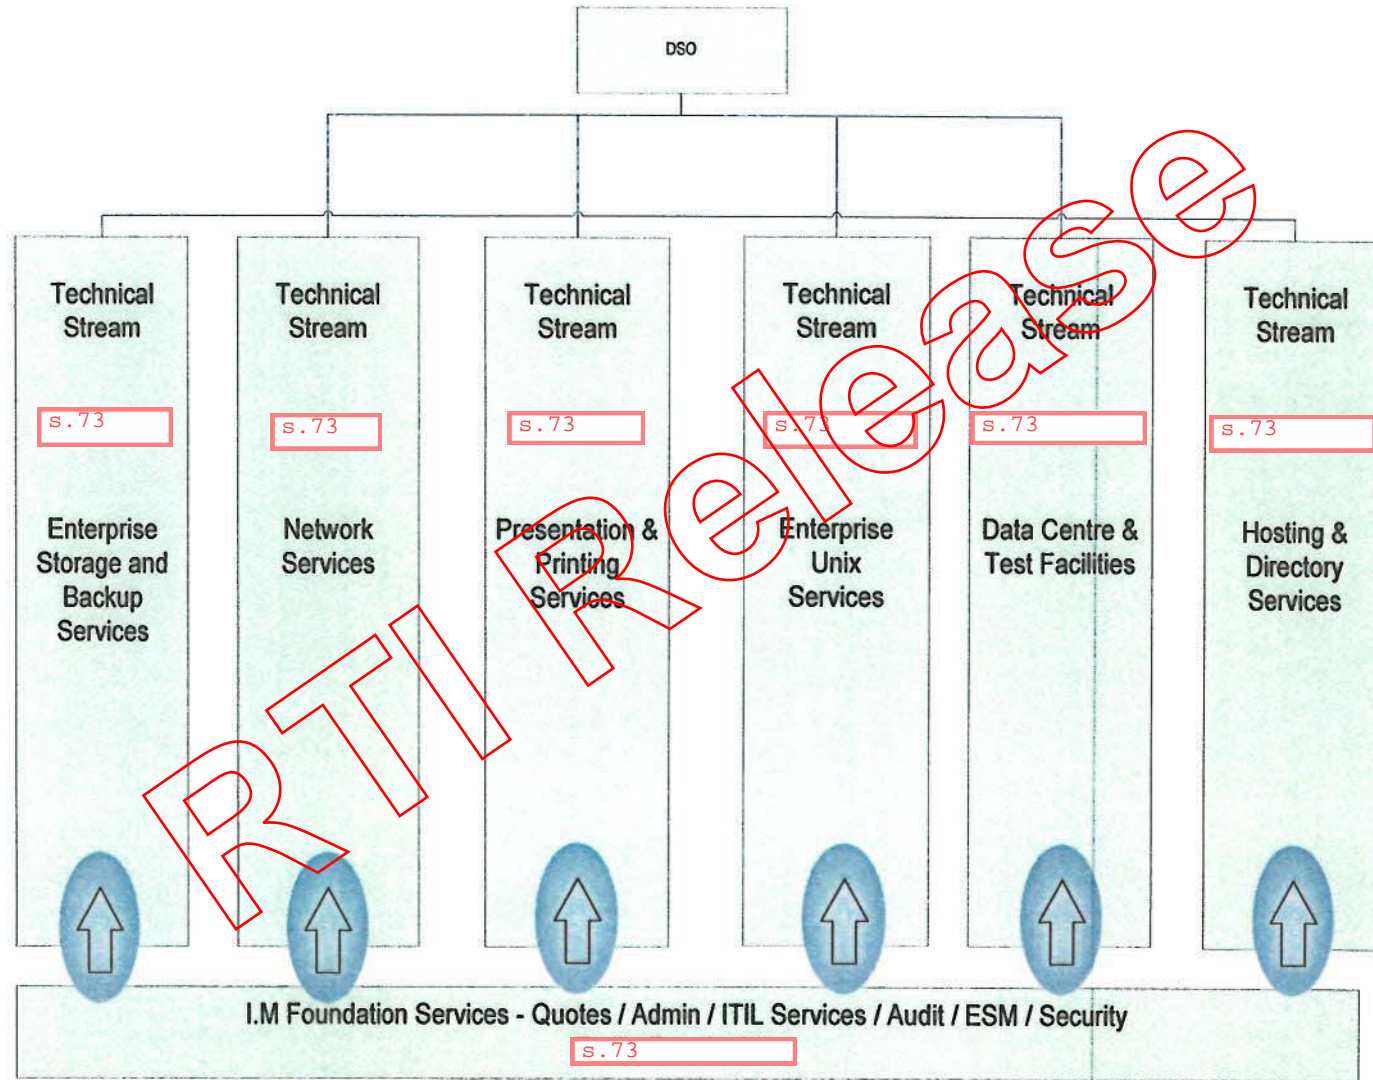 DSO
Technical
Stream
s.73
Enterprise
Storage and
Backup
Services
Technical
Stream
s.73
Network
Services
Technical
Stream
s.73
Presentation &
Printing
Services
Technical
Stream
s.73
Enterprise
Unix
Services
Technical
Stream
s.73
Data Centre &
Test Facilities
Technical
Stream
s.73
Hosting &
Directory
Services
I.M Foundation Services - Quotes / Admin / ITIL Services / Audit / ESM / Security
s.73
RTI Release